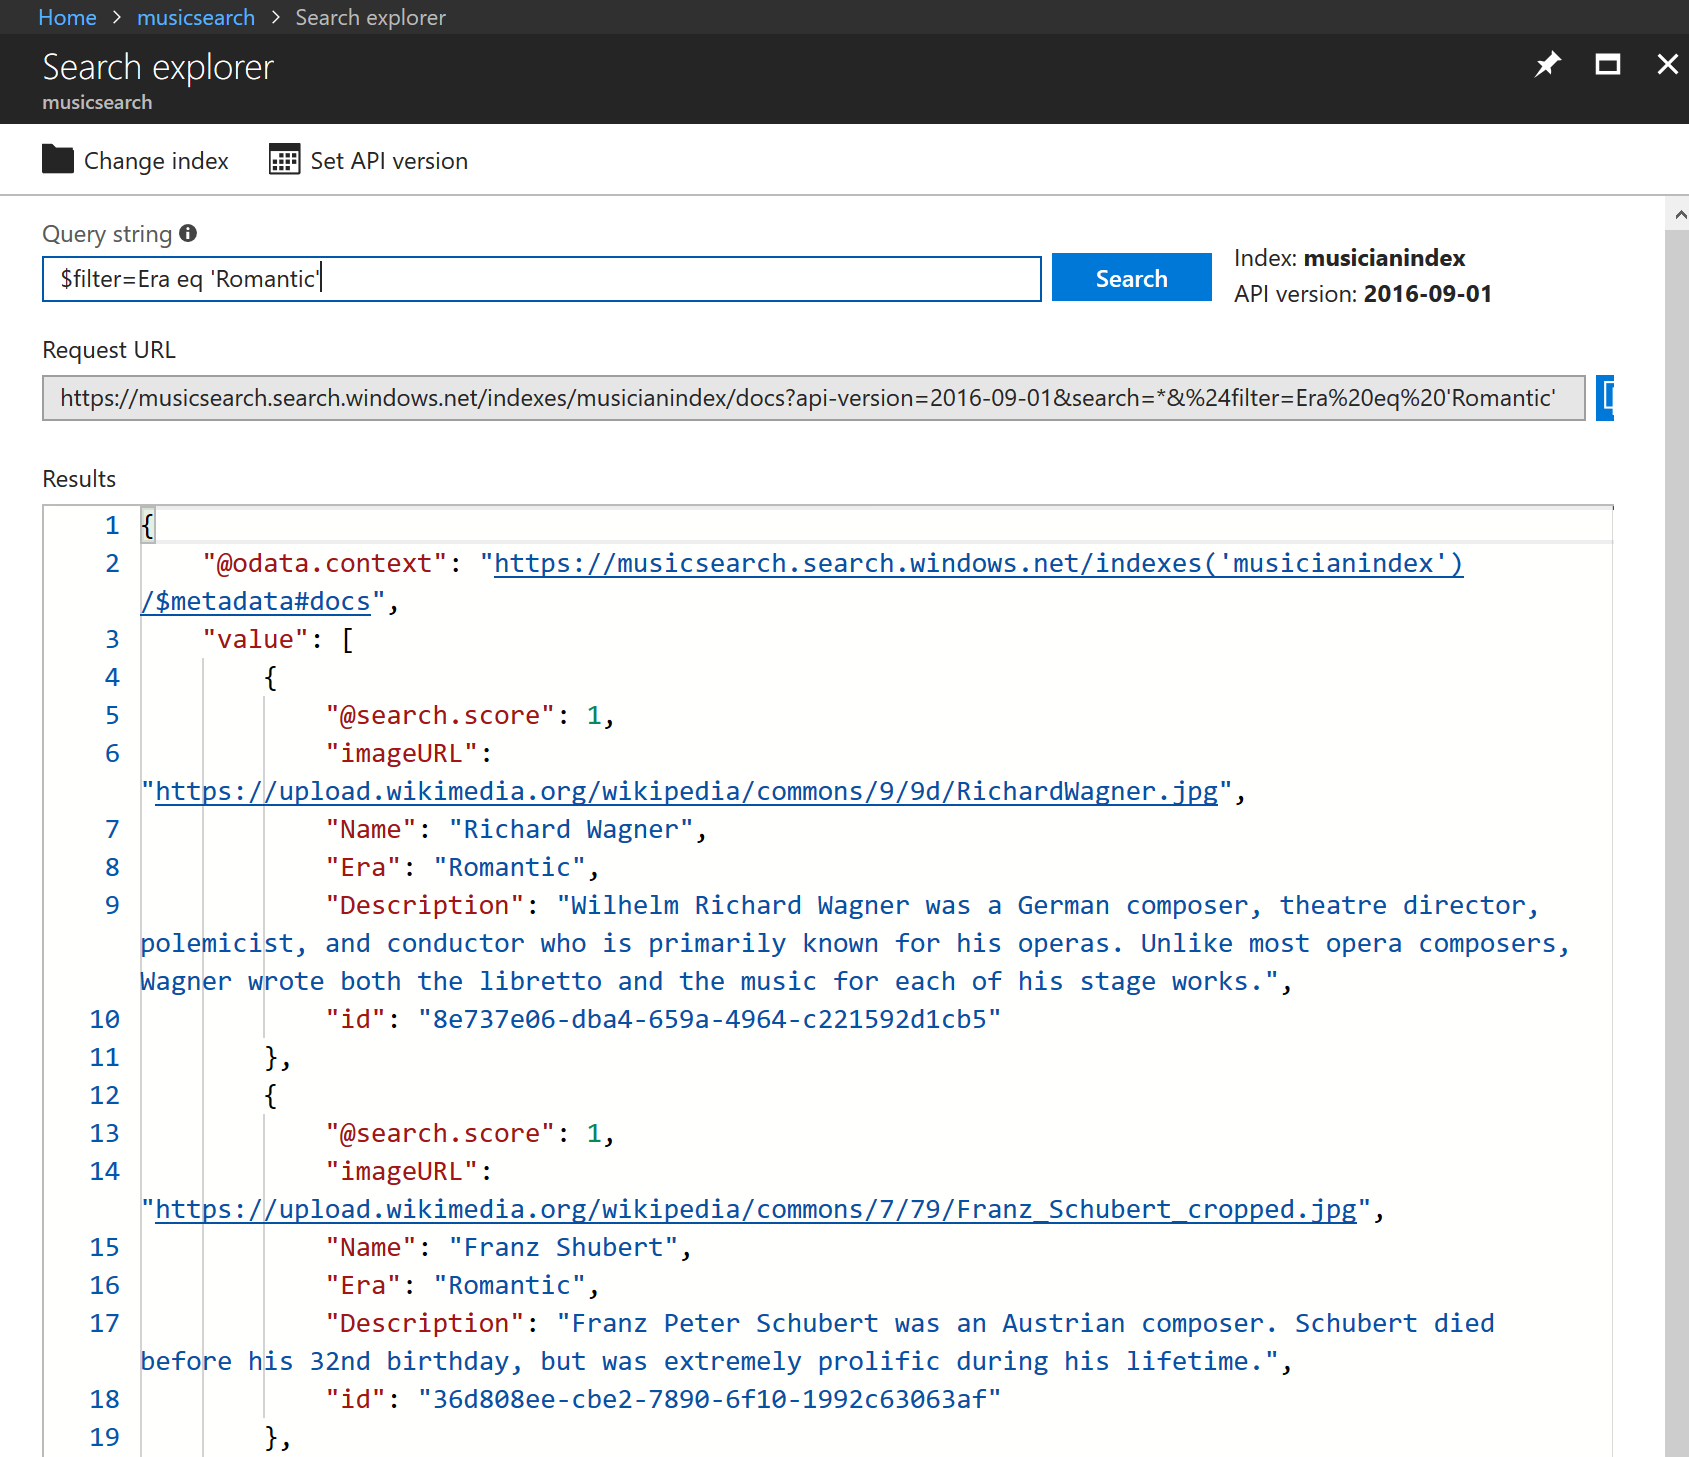 Home > musicsearch > Search explorer
Search explorer
musicsearch
Change index Set API version
Query string
$filter=Era eq 'Romantic'
Search
Index: musicianindex
API version: 2016-09-01
Request URL
https://musicsearch.search.windows.net/indexes/musicianindex/docs?api-version=2016-09-01&search=*&%24filter=Era%20eq%20'Romantic'
Results
1 {
2 "@odata.context": "https://musicsearch.search.windows.net/indexes('musicianindex')
/$metadata#docs",
3 "value": [
4 {
5 "@search.score": 1,
6 "imageURL":
"https://upload.wikimedia.org/wikipedia/commons/9/9d/RichardWagner.jpg",
7 "Name": "Richard Wagner",
8 "Era": "Romantic",
9 "Description": "Wilhelm Richard Wagner was a German composer, theatre director,
polemicist, and conductor who is primarily known for his operas. Unlike most opera composers,
Wagner wrote both the libretto and the music for each of his stage works.",
10 "id": "8e737e06-dba4-659a-4964-c221592d1cb5"
11 },
12 {
13 "@search.score": 1,
14 "imageURL":
"https://upload.wikimedia.org/wikipedia/commons/7/79/Franz_Schubert_cropped.jpg",
15 "Name": "Franz Shubert",
16 "Era": "Romantic",
17 "Description": "Franz Peter Schubert was an Austrian composer. Schubert died
before his 32nd birthday, but was extremely prolific during his lifetime.",
18 "id": "36d808ee-cbe2-7890-6f10-1992c63063af"
19 },